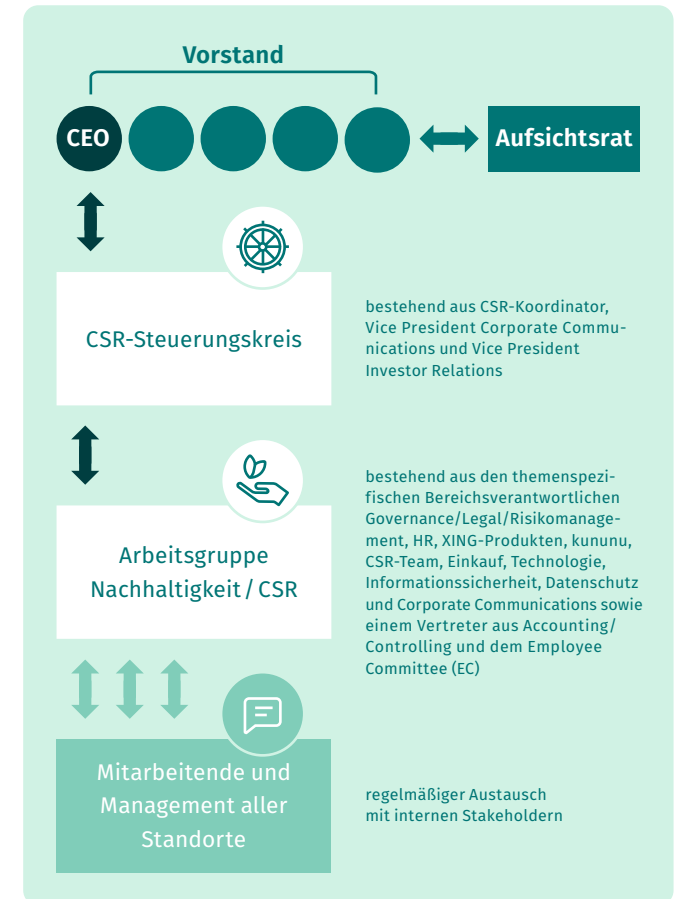 Vorstand
CEO
Aufsichtsrat
CSR-Steuerungskreis
bestehend aus CSR-Koordinator,
Vice President Corporate Commu-
nications und Vice President
Investor Relations
Arbeitsgruppe
Nachhaltigkeit / CSR
bestehend aus den themenspezi-
fischen Bereichsverantwortlichen
Governance/Legal/Risikomanage-
ment, HR, XING-Produkten, kununu,
CSR-Team, Einkauf, Technologie,
Informationssicherheit, Datenschutz
und Corporate Communications sowie
einem Vertreter aus Accounting/
Controlling und dem Employee
Committee (EC)
Mitarbeitende und
Management aller
Standorte
regelmäßiger Austausch
mit internen Stakeholdern